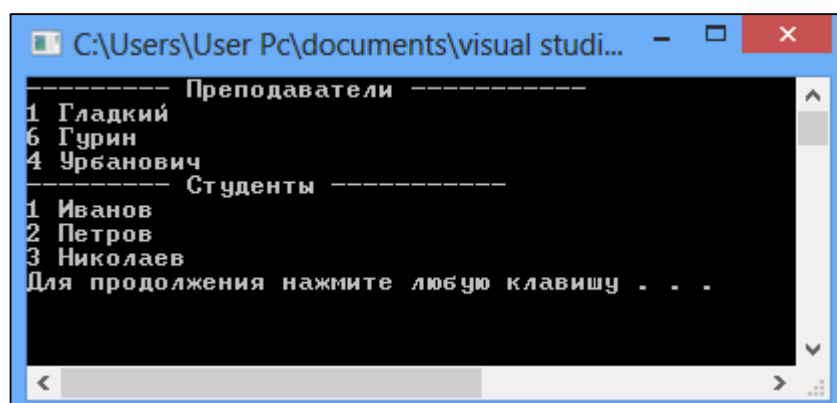 C:\Users\User Pc\documents\visual studi...
--------- Преподаватели -----------
1 Гладкий
6 Гурин
4 Урбанович
--------- Студенты -----------
1 Иванов
2 Петров
3 Николаев
Для продолжения нажмите любую клавишу . . .